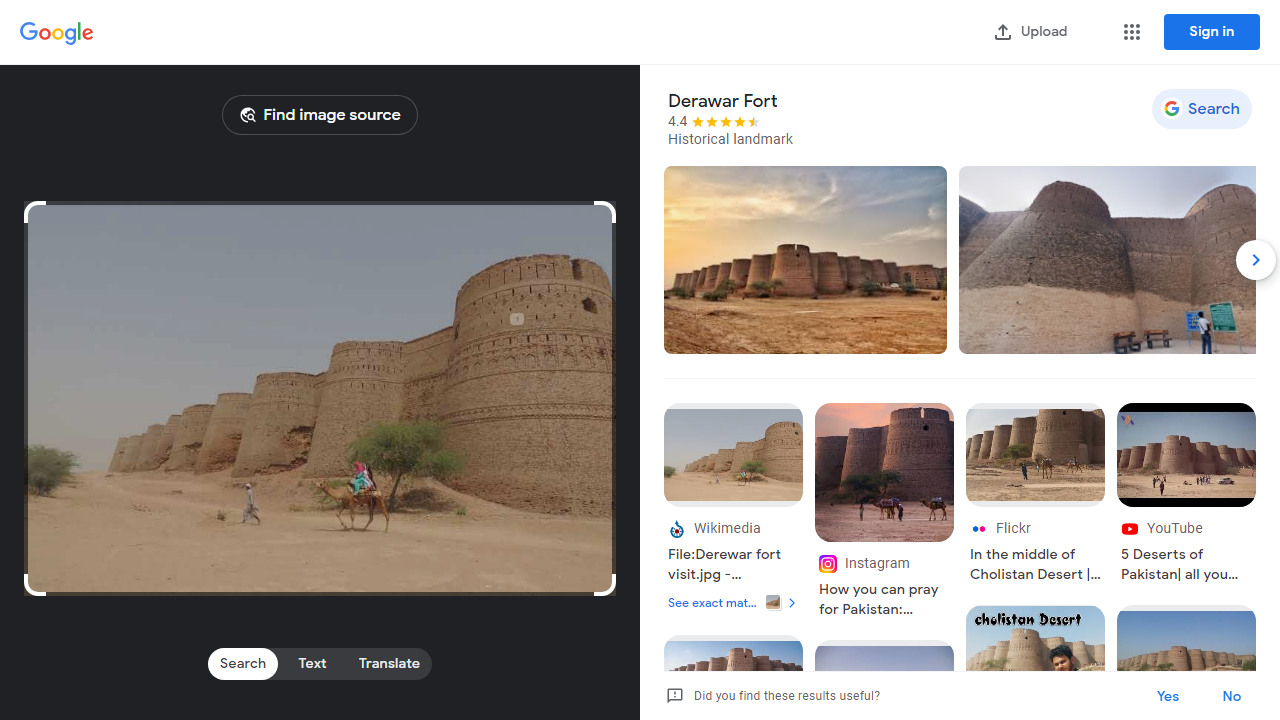 Google
Upload
Sign in
Find image source
Derawar Fort
4.4
Historical landmark
Search
Wikimedia
File:Derewar fort
visit.jpg -...
See exact mat...
Instagram
How you can pray
for Pakistan:...
Flickr
In the middle of
Cholistan Desert |...
YouTube
5 Deserts of
Pakistan| all you...
cholistan Desert
Search
Text
Translate
Did you find these results useful?
Yes
No